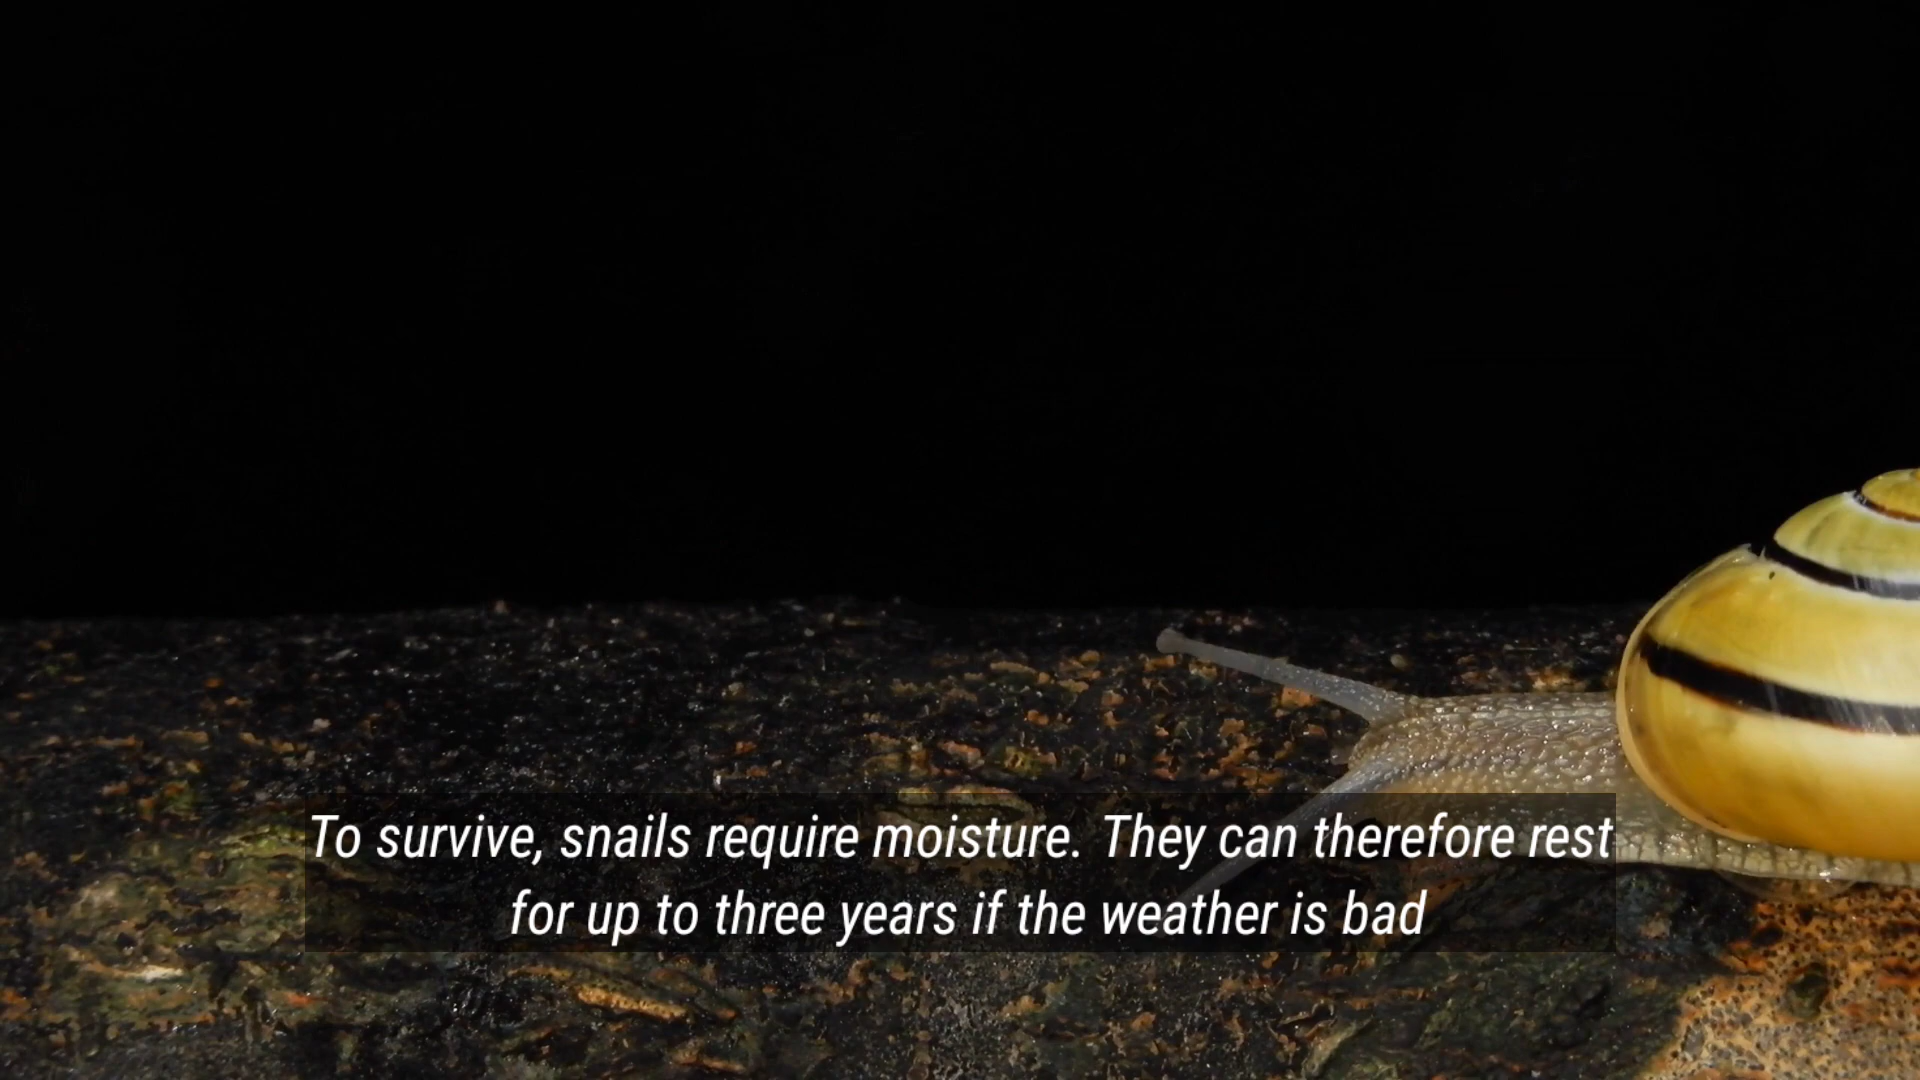 To survive, snails require moisture. They can therefore rest
for up to three years if the weather is bad